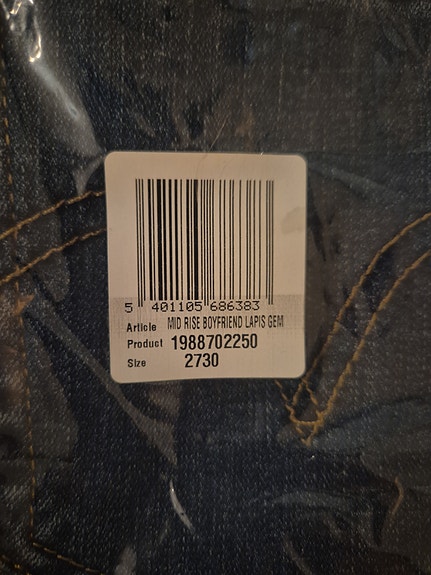 5 401105 686383
Article MID RISE BOYFRIEND LAPIS GEM
Product 1988702250
Size 2730